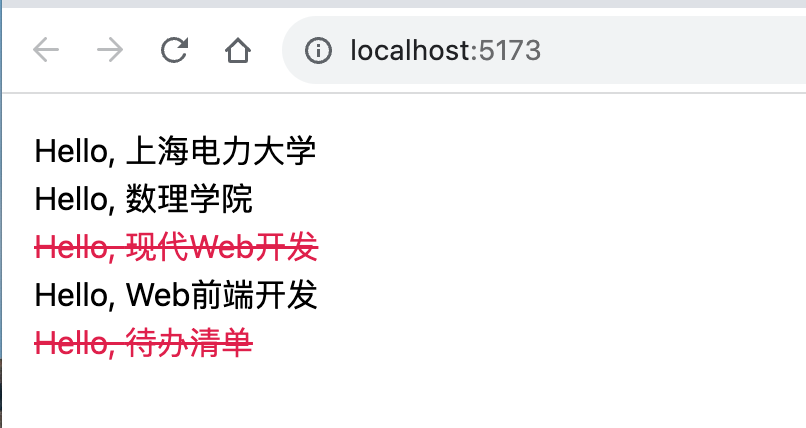 localhost:5173
Hello, 上海电力大学
Hello, 数理学院
Hello, 现代Web开发
Hello, Web前端开发
Hello, 待办清单